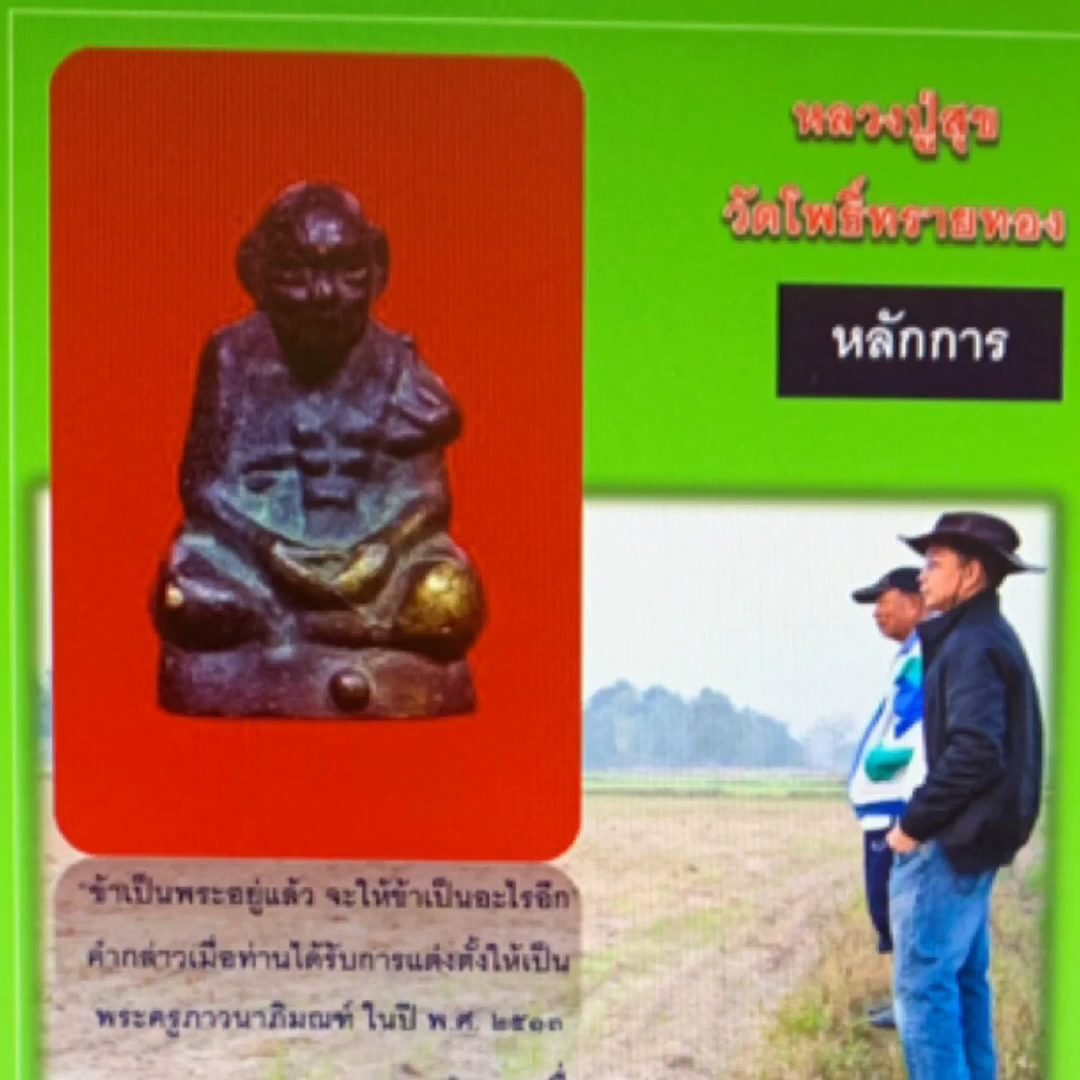 หลวงปู่สุข
วัดโพธิ์ทรายทอง
หลักการ
"ข้าเป็นพระอยู่แล้ว จะให้ข้าเป็นอะไรอีก"
คำกล่าวเมื่อท่านได้รับการแต่งตั้งให้เป็น
พระครูภาวนาภิมณฑ์ ในปี พ.ศ. ๒๕๑๓